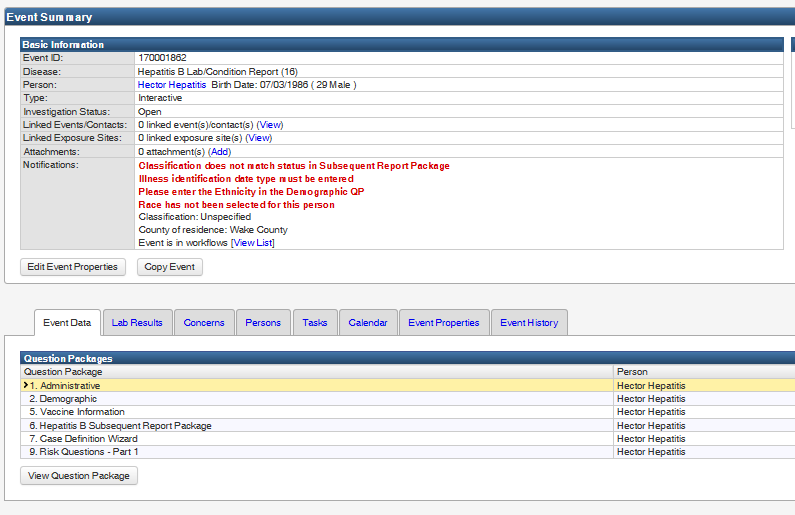 Event Summary
Basic Information
Event ID: 170001862
Disease: Hepatitis B Lab/Condition Report (16)
Person: Hector Hepatitis Birth Date: 07/03/1986 ( 29 Male )
Type: Interactive
Investigation Status: Open
Linked Events/Contacts: 0 linked event(s)/contact(s) (View)
Linked Exposure Sites: 0 linked exposure site(s) (View)
Attachments: 0 attachment(s) (Add)
Notifications: Classification does not match status in Subsequent Report Package
Illness identification date type must be entered
Please enter the Ethnicity in the Demographic QP
Race has not been selected for this person
Classification: Unspecified
County of residence: Wake County
Event is in workflows [View List]
Edit Event Properties Copy Event
Event Data Lab Results Concerns Persons Tasks Calendar Event Properties Event History
Question Packages
Question Package Person
1. Administrative Hector Hepatitis
2. Demographic Hector Hepatitis
5. Vaccine Information Hector Hepatitis
6. Hepatitis B Subsequent Report Package Hector Hepatitis
7. Case Definition Wizard Hector Hepatitis
9. Risk Questions - Part 1 Hector Hepatitis
View Question Package